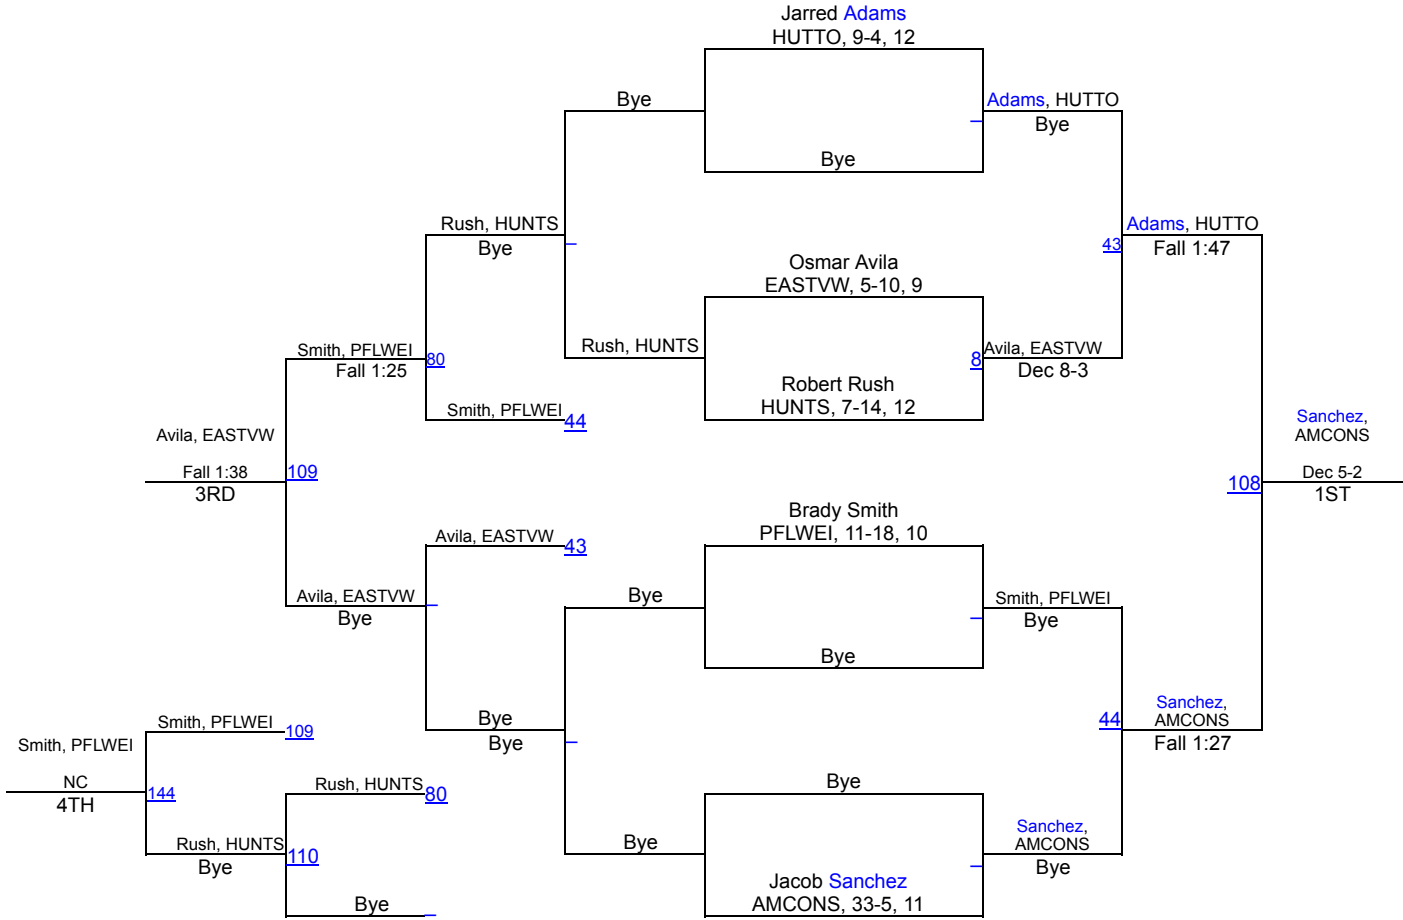 Jarred Adams
HUTTO, 9-4, 12
Bye
Adams, HUTTO
Bye
Bye
Rush, HUNTS
Bye
Adams, HUTTO
43
Fall 1:47
Osmar Avila
EASTVW, 5-10, 9
Rush, HUNTS
Smith, PFLWEI
80
Fall 1:25
8
Avila, EASTVW
Dec 8-3
Robert Rush
HUNTS, 7-14, 12
Smith, PFLWEI
44
Avila, EASTVW
Fall 1:38
109
3RD
Sanchez,
AMCONS
Dec 5-2
108
1ST
Brady Smith
PFLWEI, 11-18, 10
Avila, EASTVW
43
Avila, EASTVW
Bye
Bye
Smith, PFLWEI
Bye
Bye
Bye
Bye
Sanchez,
AMCONS
44
Fall 1:27
Smith, PFLWEI
109
Smith, PFLWEI
NC
144
4TH
Rush, HUNTS
80
Rush, HUNTS
110
Bye
Bye
Bye
Sanchez,
AMCONS
Bye
Jacob Sanchez
AMCONS, 33-5, 11
Bye